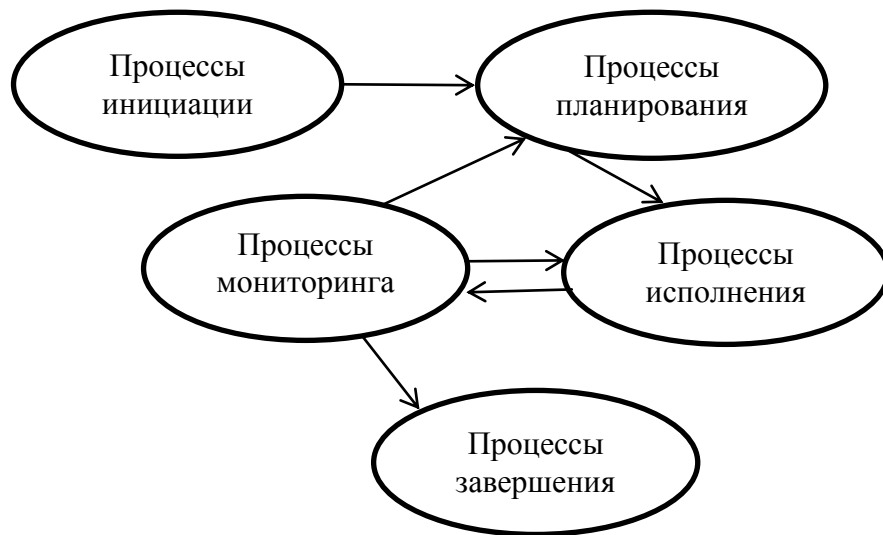 Процессы
инициации
Процессы
планирования
Процессы
мониторинга
Процессы
исполнения
Процессы
завершения